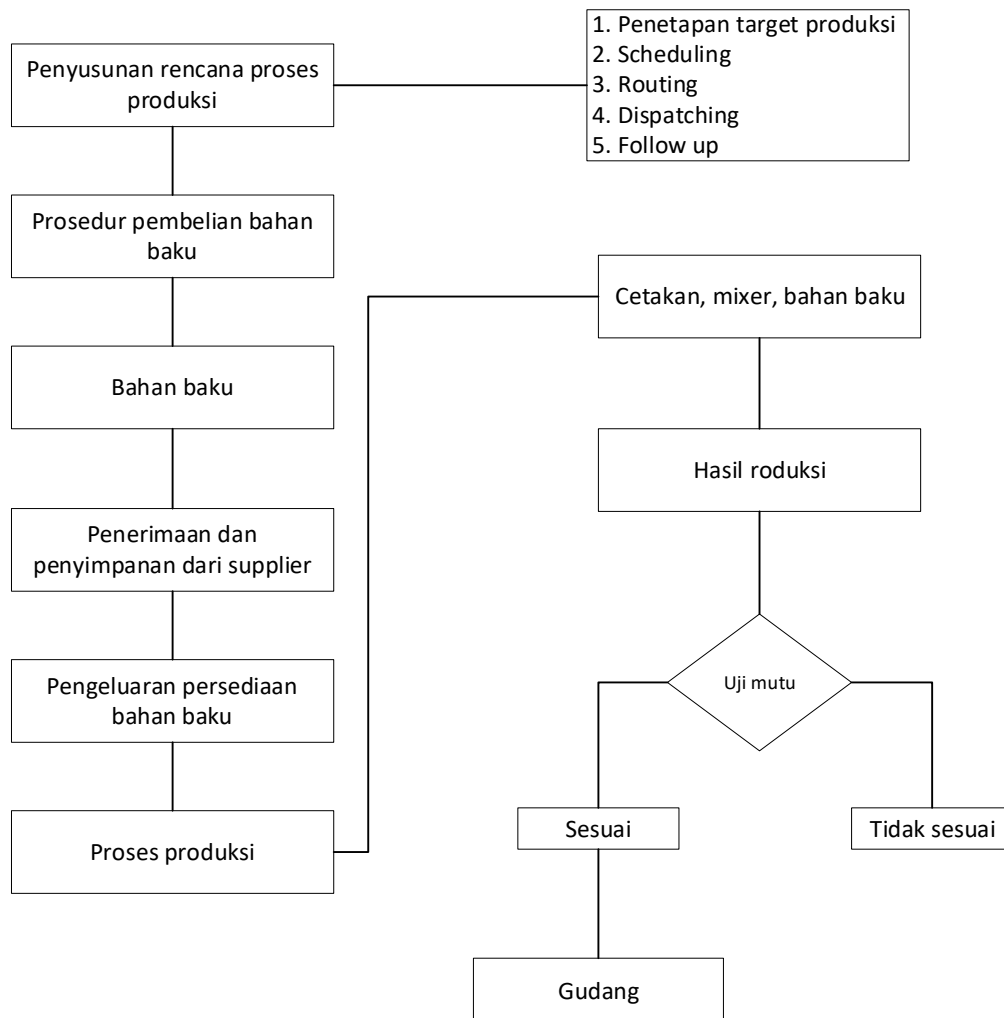 Penyusunan rencana proses
produksi
1. Penetapan target produksi
2. Scheduling
3. Routing
4. Dispatching
5. Follow up
Prosedur pembelian bahan
baku
Bahan baku
Penerimaan dan
penyimpanan dari supplier
Pengeluaran persediaan
bahan baku
Proses produksi
Cetakan, mixer, bahan baku
Hasil roduksi
Uji mutu
Sesuai
Tidak sesuai
Gudang